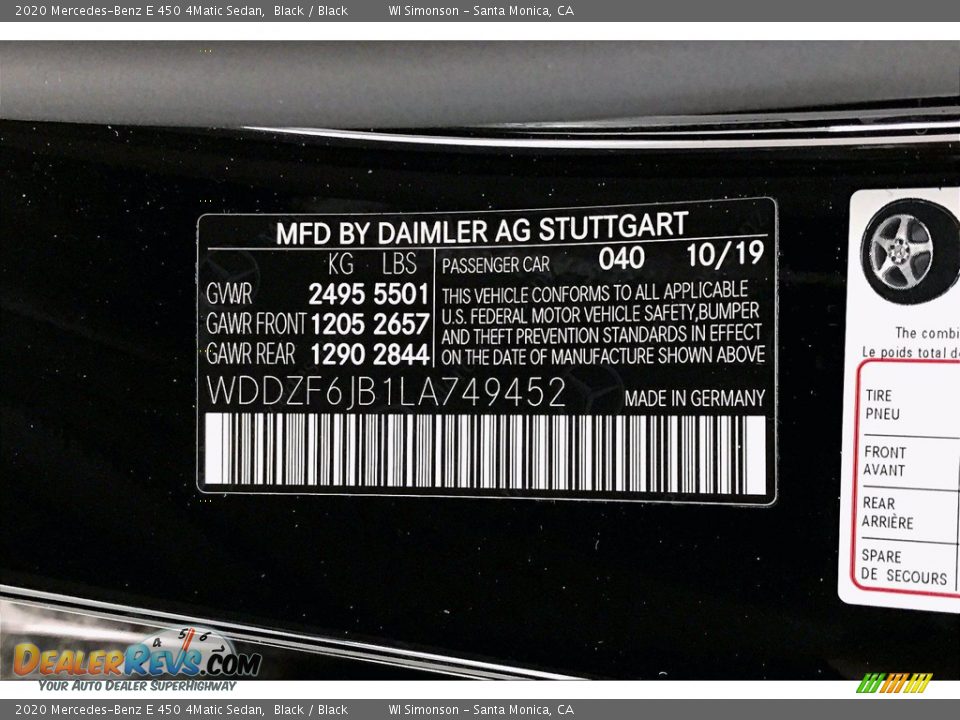 2020 Mercedes-Benz E 450 4Matic Sedan, Black / Black WI Simonson - Santa Monica, CA
MFD BY DAIMLER AG STUTTGART
KG LBS
GVWR 2495 5501
GAWR FRONT 1205 2657
GAWR REAR 1290 2844
PASSENGER CAR 040 10/19
THIS VEHICLE CONFORMS TO ALL APPLICABLE
U.S. FEDERAL MOTOR VEHICLE SAFETY, BUMPER
AND THEFT PREVENTION STANDARDS IN EFFECT
ON THE DATE OF MANUFACTURE SHOWN ABOVE
WDDZF6JB1LA749452 MADE IN GERMANY
The combi
Le poids total d
TIRE
PNEU
FRONT
AVANT
REAR
ARRIÈRE
SPARE
DE SECOURS
4 5 6 7
DEALERREVS.COM
YOUR AUTO DEALER SUPERHIGHWAY
2020 Mercedes-Benz E 450 4Matic Sedan, Black / Black WI Simonson - Santa Monica, CA